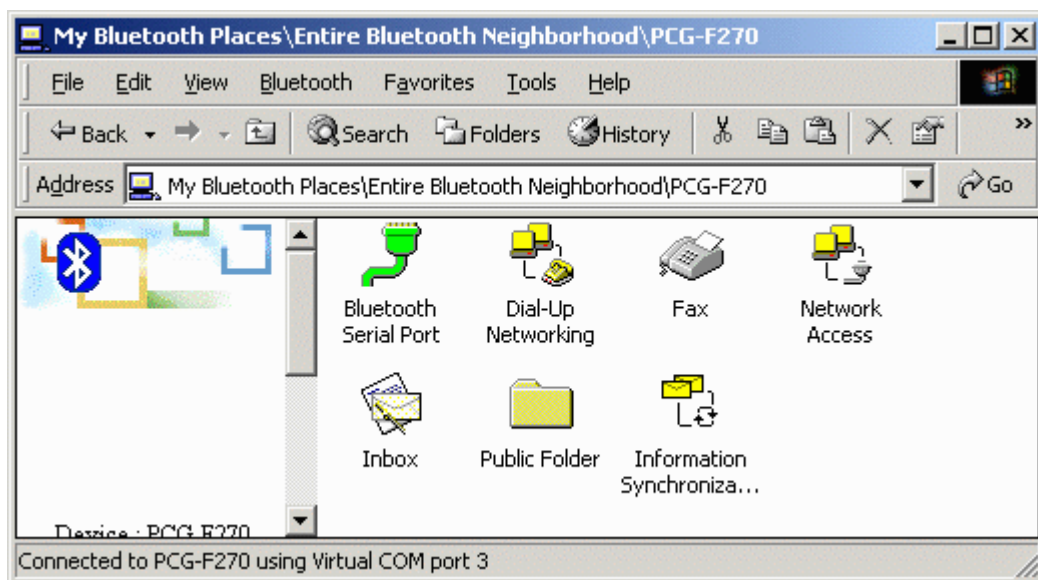 My Bluetooth Places\Entire Bluetooth Neighborhood\PCG-F270
File Edit View Bluetooth Favorites Tools Help
Back Search Folders History »
Address My Bluetooth Places\Entire Bluetooth Neighborhood\PCG-F270 Go
Bluetooth Serial Port
Dial-Up Networking
Fax
Network Access
Inbox
Public Folder
Information Synchroniza...
Device : PCG-F270
Connected to PCG-F270 using Virtual COM port 3